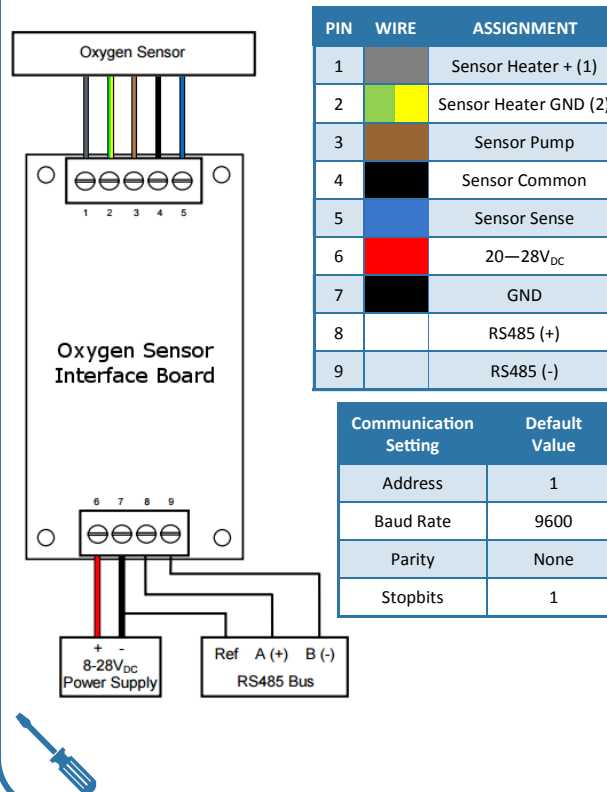 Oxygen Sensor
1 2 3 4 5
Oxygen Sensor
Interface Board
6 7 8 9
+ -
8-28VDC
Power Supply
Ref A (+) B (-)
RS485 Bus
PIN WIRE ASSIGNMENT
1 Sensor Heater + (1)
2 Sensor Heater GND (2)
3 Sensor Pump
4 Sensor Common
5 Sensor Sense
6 20—28VDC
7 GND
8 RS485 (+)
9 RS485 (-)
Communication Default
Setting Value
Address 1
Baud Rate 9600
Parity None
Stopbits 1